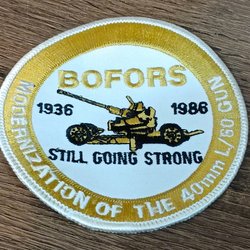 BOFORS
1936 1986
STILL GOING STRONG
MODERNIZATION OF THE 40mm L/60 GUN